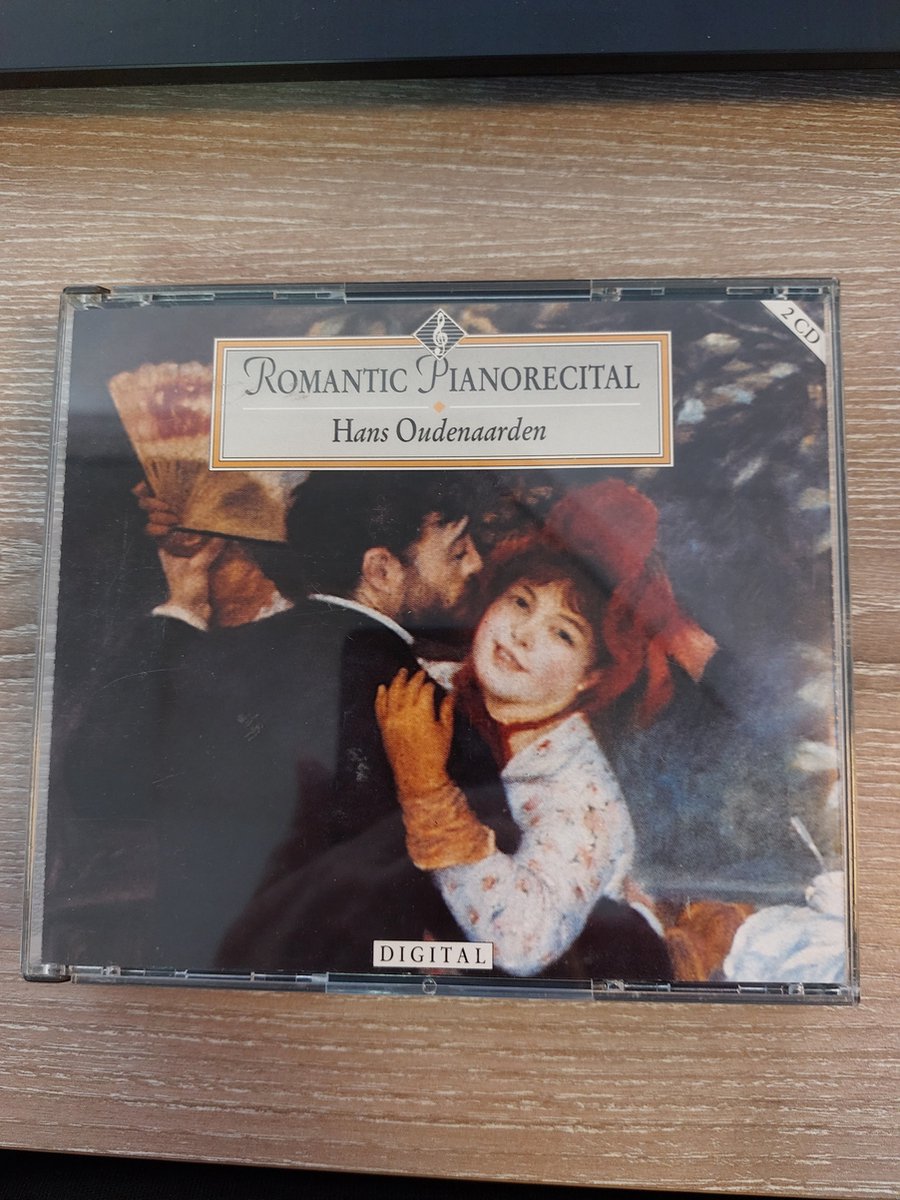 2 CD
ROMANTIC PIANORECITAL
Hans Oudenaarden
DIGITAL